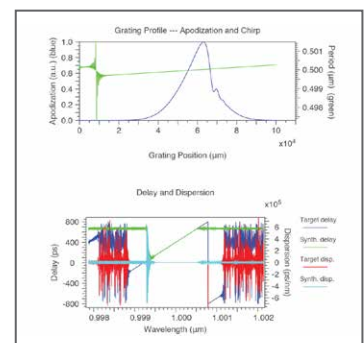 Grating Profile --- Apodization and Chirp
Apodization (a.u.) (blue)
1.0
0.8
0.6
0.4
0.2
0.0
0.501
0.500
0.499
0.498
Period (μm) (green)
0 2 4 6 8 10
x10⁴
Grating Position (μm)
Delay and Dispersion
x10⁵
Delay (ps)
800
400
0
-400
-800
6
4
2
0
-2
-4
-6
Dispersion (ps/nm)
Target delay
Synth. delay
Target disp.
Synth. disp.
0.998 0.999 1.000 1.001 1.002
Wavelength (μm)